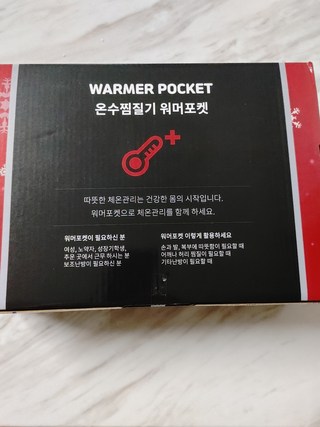 WARMER POCKET
온수찜질기 워머포켓
따뜻한 체온관리는 건강한 몸의 시작입니다.
워머포켓으로 체온관리를 함께 하세요.
워머포켓이 필요하신 분
여성, 노약자, 성장기학생,
추운 곳에서 근무 하시는 분
보조난방이 필요하신 분
워머포켓 이렇게 활용하세요
손과 발, 복부에 따뜻함이 필요할 때
어깨나 허리 찜질이 필요할 때
기타난방이 필요할 때